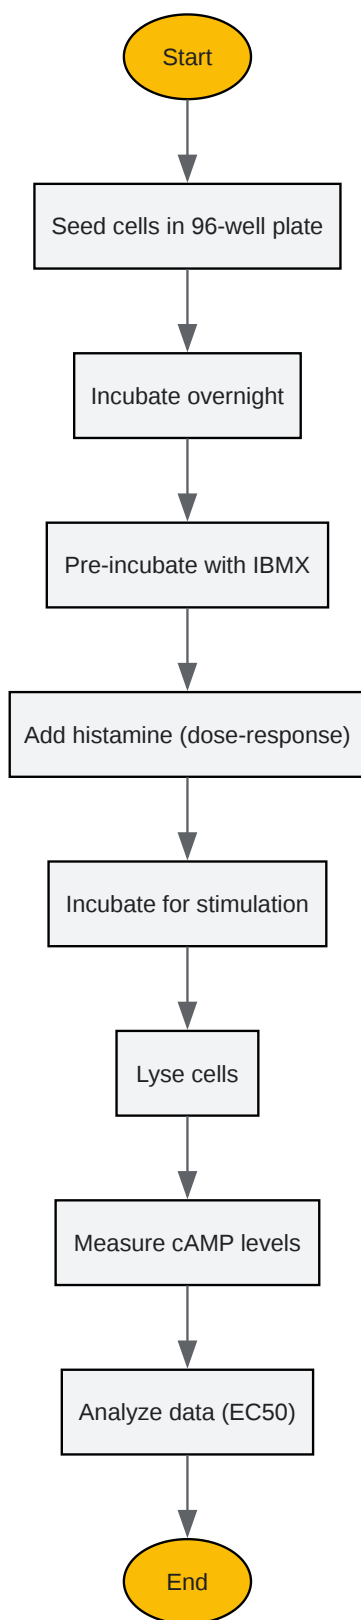 Start
Seed cells in 96-well plate
Incubate overnight
Pre-incubate with IBMX
Add histamine (dose-response)
Incubate for stimulation
Lyse cells
Measure cAMP levels
Analyze data (EC50)
End